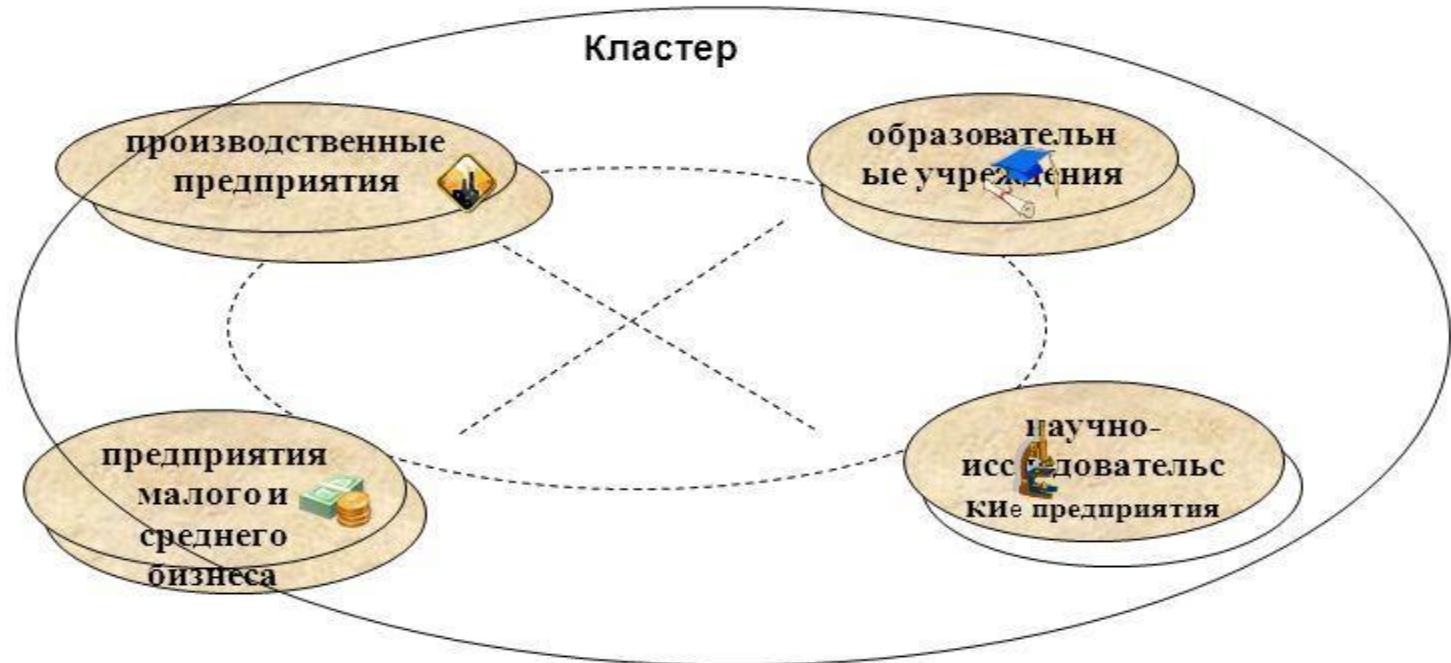 Кластер
производственные
предприятия
образовательн
ые учреждения
предприятия
малого и
среднего
бизнеса
научно-
исследовательс
кие предприятия